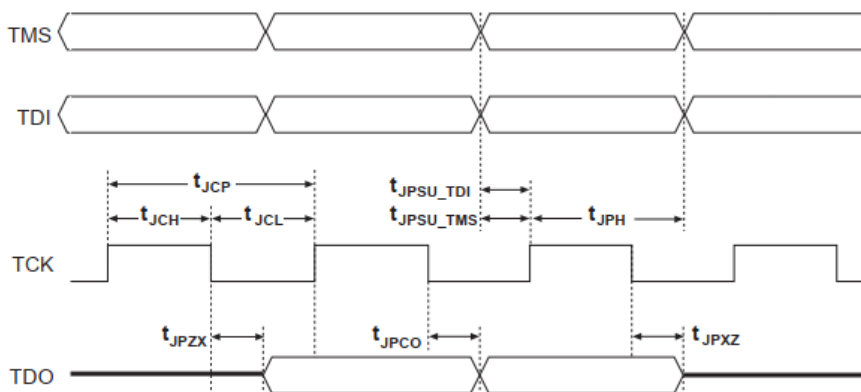 TMS
TDI
tJCP
tJPSU_TDI
tJCH tJCL tJPSU_TMS tJPH
TCK
tJPZX tJPCO tJPXZ
TDO